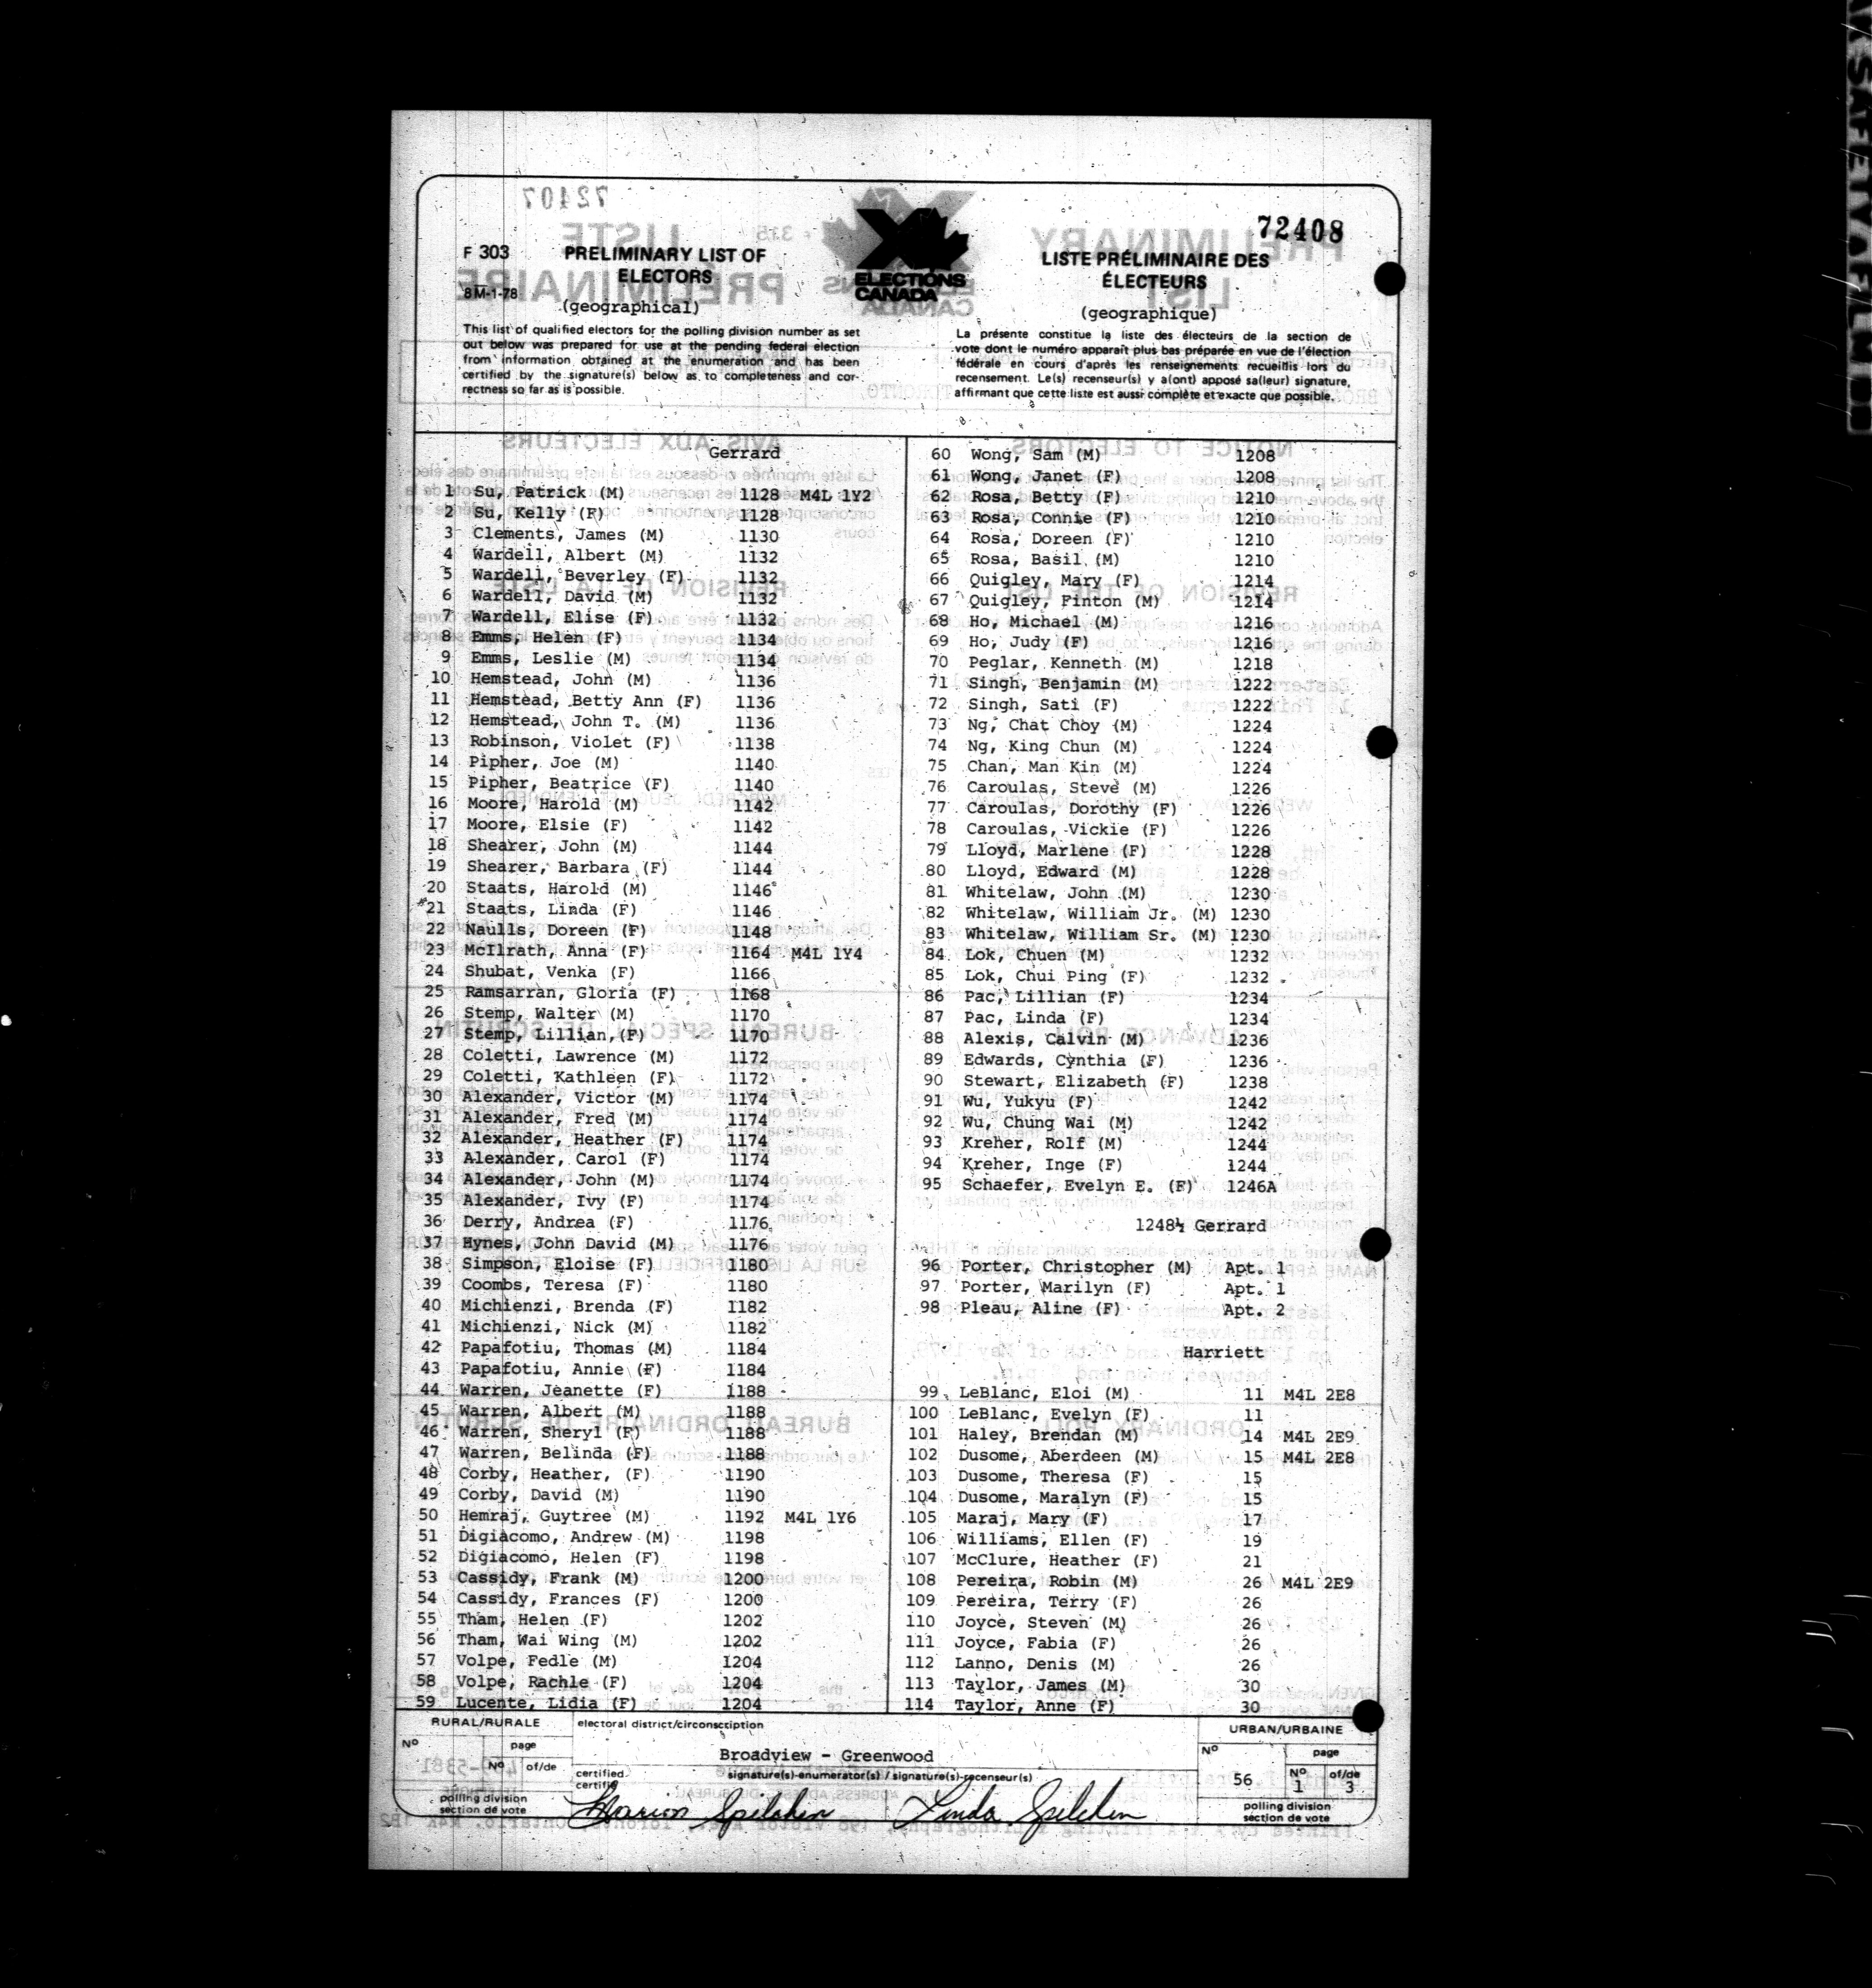 72408
F 303
8M-1-78
PRELIMINARY LIST OF
ELECTORS
(geographical)
This list of qualified electors for the polling division number as set
out below was prepared for use at the pending federal election
from information obtained at the enumeration and has been
certified by the signature(s) below as to completeness and cor-
rectness so far as is possible.
ELECTIONS
CANADA
LISTE PRÉLIMINAIRE DES
ÉLECTEURS
(geographique)
La présente constitue la liste des électeurs de la section de
vote dont le numéro apparaît plus bas préparée en vue de l'élection
fédérale en cours d'après les renseignements recueillis lors du
recensement. Le(s) recenseur(s) y a(ont) apposé sa(leur) signature,
affirmant que cette liste est aussi complète et exacte que possible.
Gerrard
1 Su, Patrick (M) 1128 M4L 1Y2
2 Su, Kelly (F) 1128
3 Clements, James (M) 1130
4 Wardell, Albert (M) 1132
5 Wardell, Beverley (F) 1132
6 Wardell, David (M) 1132
7 Wardell, Elise (F) 1132
8 Emms, Helen (F) 1134
9 Emms, Leslie (M) 1134
10 Hemstead, John (M) 1136
11 Hemstead, Betty Ann (F) 1136
12 Hemstead, John T. (M) 1136
13 Robinson, Violet (F) 1138
14 Pipher, Joe (M) 1140
15 Pipher, Beatrice (F) 1140
16 Moore, Harold (M) 1142
17 Moore, Elsie (F) 1142
18 Shearer, John (M) 1144
19 Shearer, Barbara (F) 1144
20 Staats, Harold (M) 1146
21 Staats, Linda (F) 1146
22 Naulls, Doreen (F) 1148
23 McIlrath, Anna (F) 1164 M4L 1Y4
24 Shubat, Venka (F) 1166
25 Ramsarran, Gloria (F) 1168
26 Stemp, Walter (M) 1170
27 Stemp, Lillian, (F) 1170
28 Coletti, Lawrence (M) 1172
29 Coletti, Kathleen (F) 1172
30 Alexander, Victor (M) 1174
31 Alexander, Fred (M) 1174
32 Alexander, Heather (F) 1174
33 Alexander, Carol (F) 1174
34 Alexander, John (M) 1174
35 Alexander, Ivy (F) 1174
36 Derry, Andrea (F) 1176
37 Hynes, John David (M) 1176
38 Simpson, Eloise (F) 1180
39 Coombs, Teresa (F) 1180
40 Michienzi, Brenda (F) 1182
41 Michienzi, Nick (M) 1182
42 Papafotiu, Thomas (M) 1184
43 Papafotiu, Annie (F) 1184
44 Warren, Jeanette (F) 1188
45 Warren, Albert (M) 1188
46 Warren, Sheryl (F) 1188
47 Warren, Belinda (F) 1188
48 Corby, Heather, (F) 1190
49 Corby, David (M) 1190
50 Hemraj, Guytree (M) 1192 M4L 1Y6
51 Digiacomo, Andrew (M) 1198
52 Digiacomo, Helen (F) 1198
53 Cassidy, Frank (M) 1200
54 Cassidy, Frances (F) 1200
55 Tham, Helen (F) 1202
56 Tham, Wai Wing (M) 1202
57 Volpe, Fedle (M) 1204
58 Volpe, Rachle (F) 1204
59 Lucente, Lidia (F) 1204
60 Wong, Sam (M) 1208
61 Wong, Janet (F) 1208
62 Rosa, Betty (F) 1210
63 Rosa, Connie (F) 1210
64 Rosa, Doreen (F) 1210
65 Rosa, Basil (M) 1210
66 Quigley, Mary (F) 1214
67 Quigley, Finton (M) 1214
68 Ho, Michael (M) 1216
69 Ho, Judy (F) 1216
70 Peglar, Kenneth (M) 1218
71 Singh, Benjamin (M) 1222
72 Singh, Sati (F) 1222
73 Ng, Chat Choy (M) 1224
74 Ng, King Chun (M) 1224
75 Chan, Man Kin (M) 1224
76 Caroulas, Steve (M) 1226
77 Caroulas, Dorothy (F) 1226
78 Caroulas, Vickie (F) 1226
79 Lloyd, Marlene (F) 1228
80 Lloyd, Edward (M) 1228
81 Whitelaw, John (M) 1230
82 Whitelaw, William Jr. (M) 1230
83 Whitelaw, William Sr. (M) 1230
84 Lok, Chuen (M) 1232
85 Lok, Chui Ping (F) 1232
86 Pac, Lillian (F) 1234
87 Pac, Linda (F) 1234
88 Alexis, Calvin (M) 1236
89 Edwards, Cynthia (F) 1236
90 Stewart, Elizabeth (F) 1238
91 Wu, Yukyu (F) 1242
92 Wu, Chung Wai (M) 1242
93 Kreher, Rolf (M) 1244
94 Kreher, Inge (F) 1244
95 Schaefer, Evelyn E. (F) 1246A
1248½ Gerrard
96 Porter, Christopher (M) Apt. 1
97 Porter, Marilyn (F) Apt. 1
98 Pleau, Aline (F) Apt. 2
Harriett
99 LeBlanc, Eloi (M) 11 M4L 2E8
100 LeBlanc, Evelyn (F) 11
101 Haley, Brendan (M) 14 M4L 2E9
102 Dusome, Aberdeen (M) 15 M4L 2E8
103 Dusome, Theresa (F) 15
104 Dusome, Maralyn (F) 15
105 Maraj, Mary (F) 17
106 Williams, Ellen (F) 19
107 McClure, Heather (F) 21
108 Pereira, Robin (M) 26 M4L 2E9
109 Pereira, Terry (F) 26
110 Joyce, Steven (M) 26
111 Joyce, Fabia (F) 26
112 Lanno, Denis (M) 26
113 Taylor, James (M) 30
114 Taylor, Anne (F) 30
RURAL/RURALE
Nº page
Nº of/de
polling division
section de vote
electoral district/circonscription
Broadview - Greenwood
certified
certifié
signature(s)-enumerator(s) / signature(s)-recenseur(s)
Marion Spelchen Linda Spelchen
URBAN/URBAINE
Nº page
56 Nº 1 of/de 3
polling division
section de vote